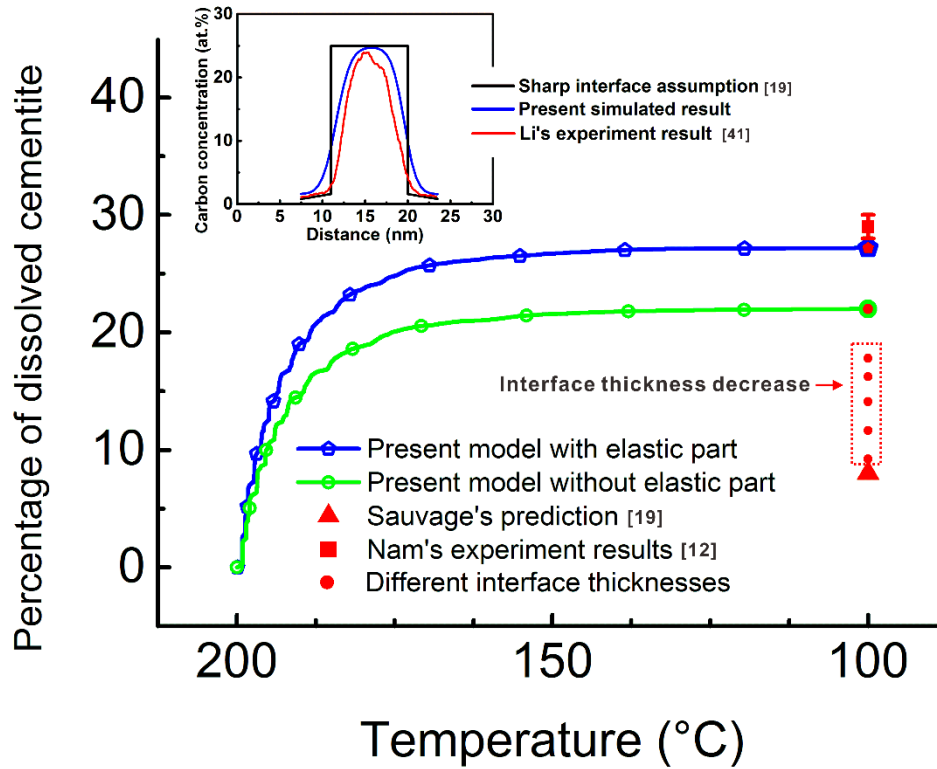 Carbon concentration (at.%)
30
20
10
0
0 5 10 15 20 25 30
Distance (nm)
Sharp interface assumption [19]
Present simulated result
Li's experiment result [41]
Percentage of dissolved cementite
40
30
20
10
0
Interface thickness decrease
Present model with elastic part
Present model without elastic part
Sauvage's prediction [19]
Nam's experiment results [12]
Different interface thicknesses
200 150 100
Temperature (°C)